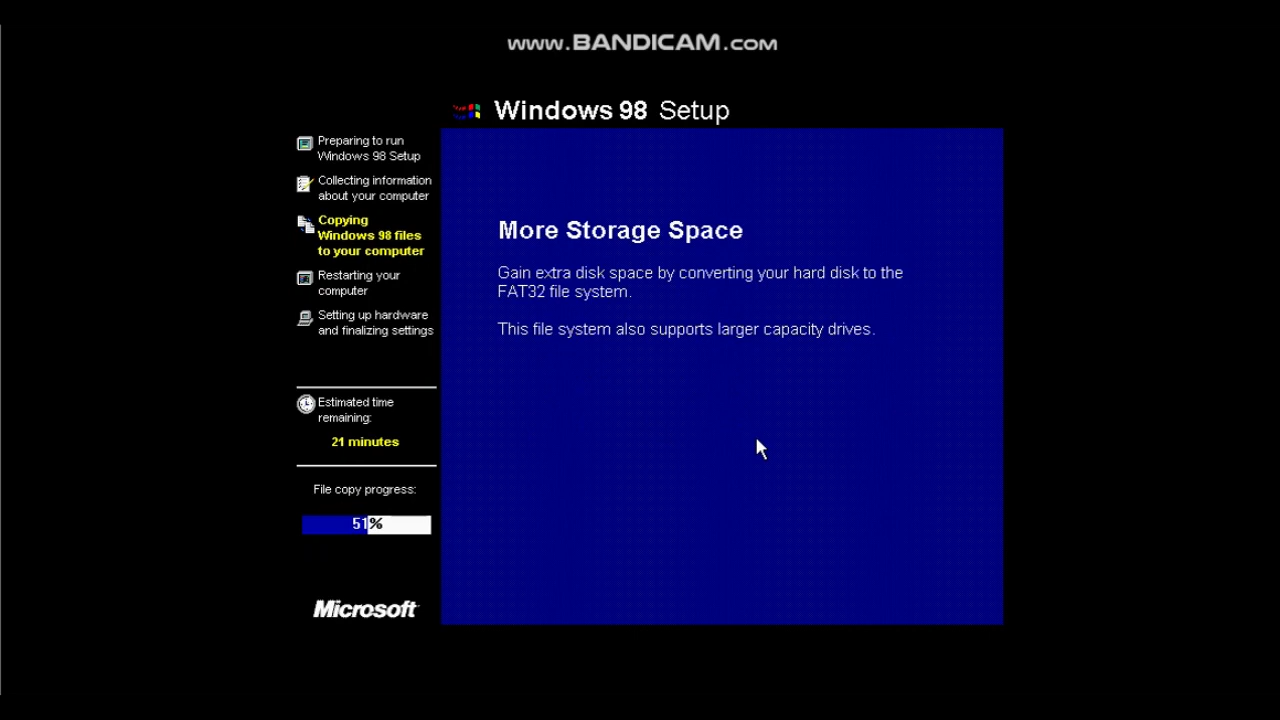 www.BANDICAM.com
Windows 98 Setup
Preparing to run
Windows 98 Setup
Collecting information
about your computer
Copying
Windows 98 files
to your computer
Restarting your
computer
Setting up hardware
and finalizing settings
Estimated time
remaining:
21 minutes
File copy progress:
51%
Microsoft
More Storage Space
Gain extra disk space by converting your hard disk to the
FAT32 file system.
This file system also supports larger capacity drives.